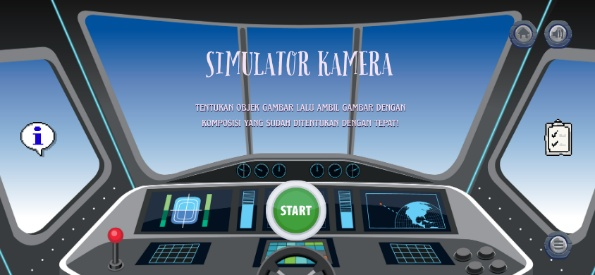 SIMULATOR KAMERA
TENTUKAN OBJEK GAMBAR LALU AMBIL GAMBAR DENGAN
KOMPOSISI YANG SUDAH DITENTUKAN DENGAN TEPAT!
START